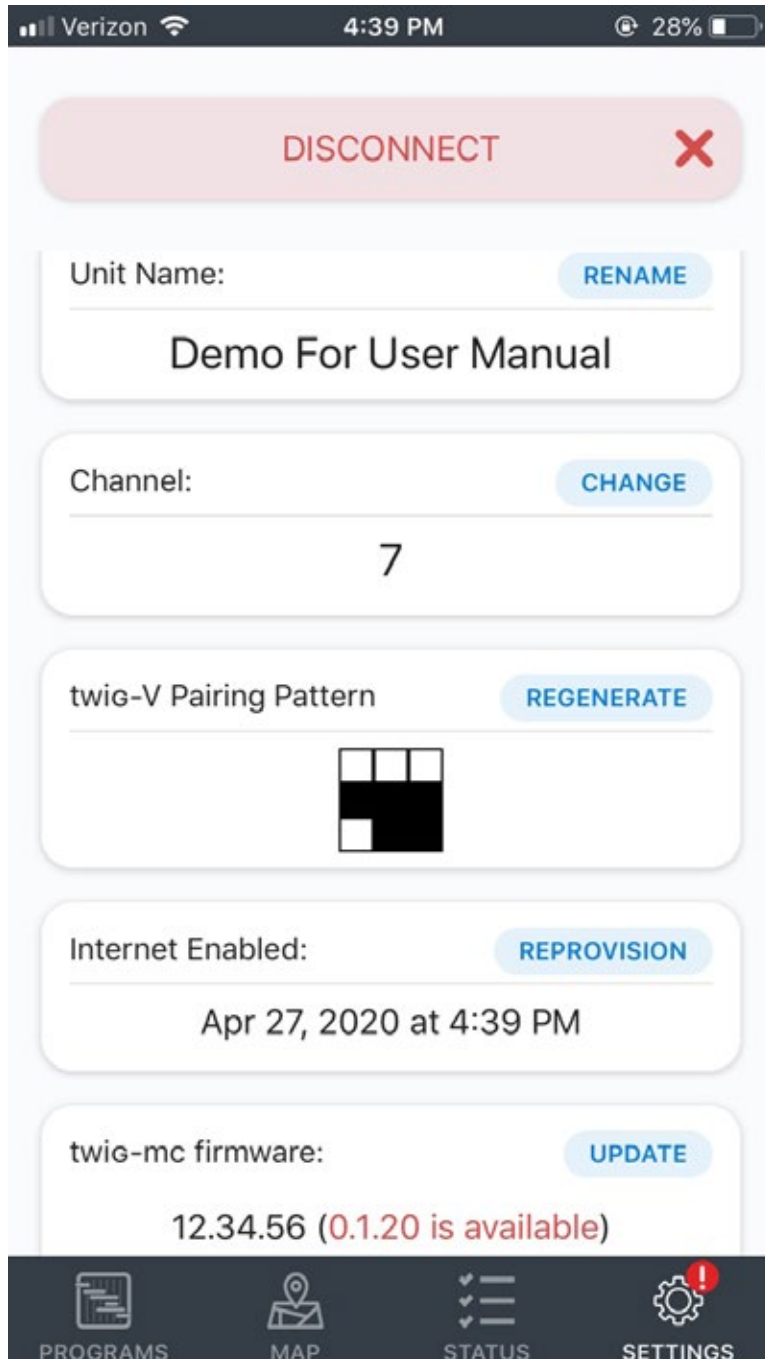 Verizon 4:39 PM 28%
DISCONNECT
Unit Name: RENAME
Demo For User Manual
Channel: CHANGE
7
twiG-V Pairing Pattern REGENERATE
Internet Enabled: REPROVISION
Apr 27, 2020 at 4:39 PM
twiG-mc firmware: UPDATE
12.34.56 (0.1.20 is available)
PROGRAMS MAP STATUS SETTINGS